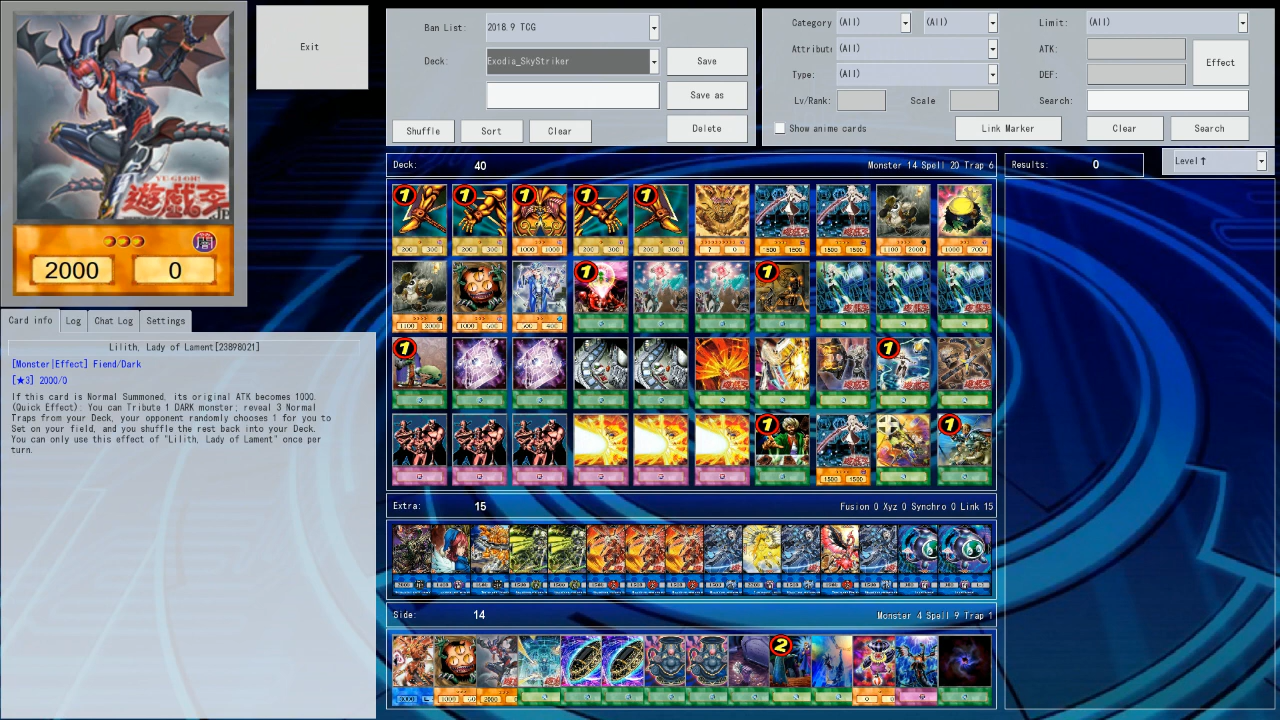 Exit
Ban List:
2018.9 TCG
Deck:
Exodia_SkyStriker
Save
Save as
Shuffle
Sort
Clear
Delete
Category
(All)
(All)
Limit:
(All)
Attribute
(All)
ATK:
Effect
Type:
(All)
DEF:
Lv/Rank:
Scale
Search:
Show anime cards
Link Marker
Clear
Search
YU-GI-OH!
遊戯王
2000
0
Card info
Log
Chat Log
Settings
Lilith, Lady of Lament[23898021]
[Monster|Effect] Fiend/Dark
[★3] 2000/0
If this card is Normal Summoned, its original ATK becomes 1000.
(Quick Effect): You can Tribute 1 DARK monster; reveal 3 Normal
Traps from your Deck, your opponent randomly chooses 1 for you to
Set on your field, and you shuffle the rest back into your Deck.
You can only use this effect of "Lilith, Lady of Lament" once per
turn.
Deck:
40
Monster 14 Spell 20 Trap 6
Results:
0
Level↑
Extra:
15
Fusion 0 Xyz 0 Synchro 0 Link 15
Side:
14
Monster 4 Spell 9 Trap 1